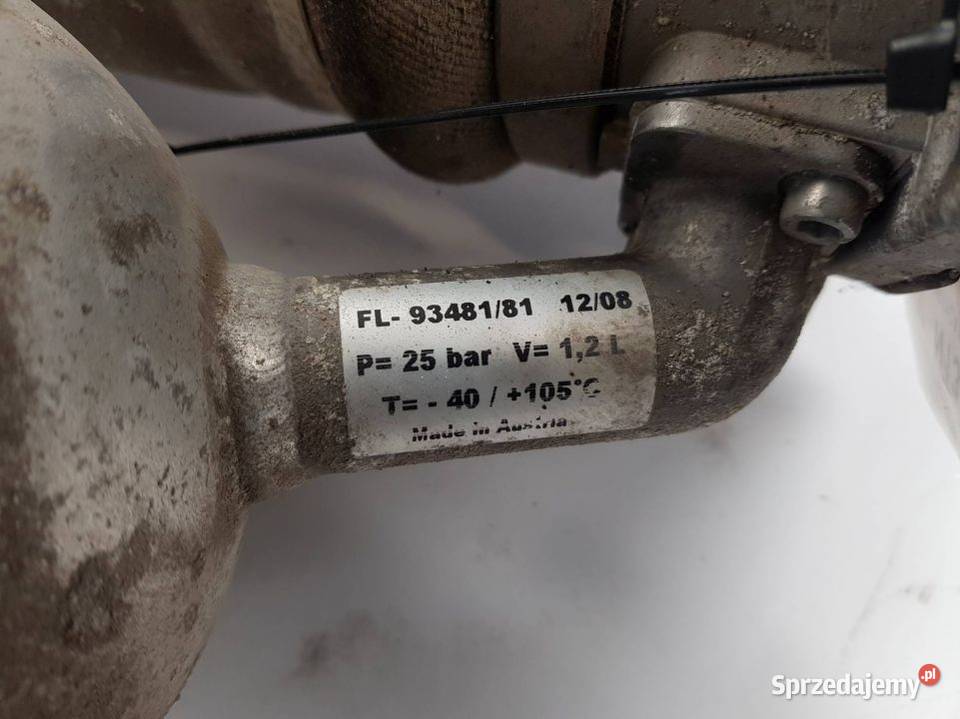 FL- 93481/81 12/08
P= 25 bar V= 1,2 L
T= - 40 / +105°C
Made in Austria
Sprzedajemy.pl